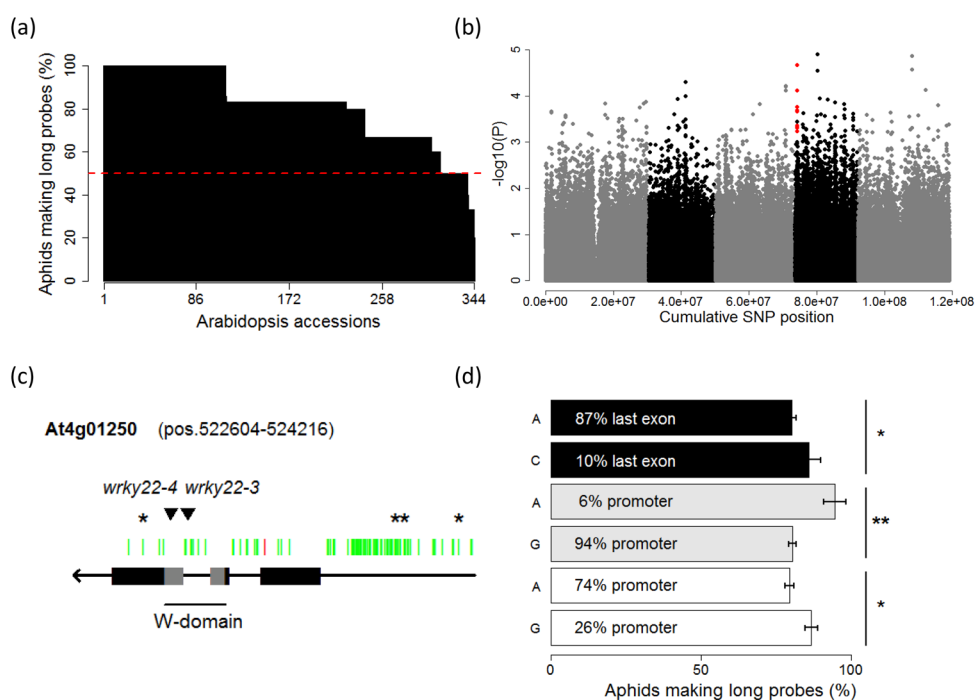 (a)
Aphids making long probes (%)
100
80
60
40
20
0
1
86
172
258
344
Arabidopsis accessions
(b)
-log10(P)
5
4
3
2
1
0
0.0e+00
2.0e+07
4.0e+07
6.0e+07
8.0e+07
1.0e+08
1.2e+08
Cumulative SNP position
(c)
At4g01250 (pos.522604-524216)
wrky22-4 wrky22-3
* ** *
W-domain
(d)
A 87% last exon
C 10% last exon
*
A 6% promoter
G 94% promoter
**
A 74% promoter
G 26% promoter
*
0 50 100
Aphids making long probes (%)